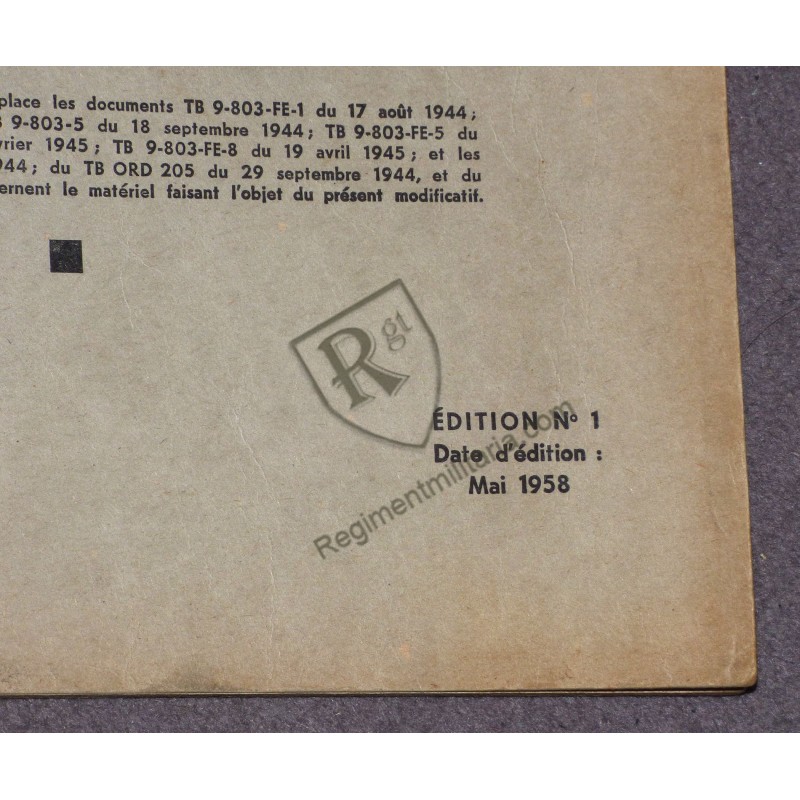 place les documents TB 9-803-FE-1 du 17 août 1944 ;
9-803-5 du 18 septembre 1944 ; TB 9-803-FE-5 du
vrier 1945 ; TB 9-803-FE-8 du 19 avril 1945 ; et les
944 ; du TB ORD 205 du 29 septembre 1944, et du
ernent le matériel faisant l'objet du présent modificatif.
Rgt
ÉDITION No 1
Date d'édition :
Mai 1958
Regimentmilitaria.com